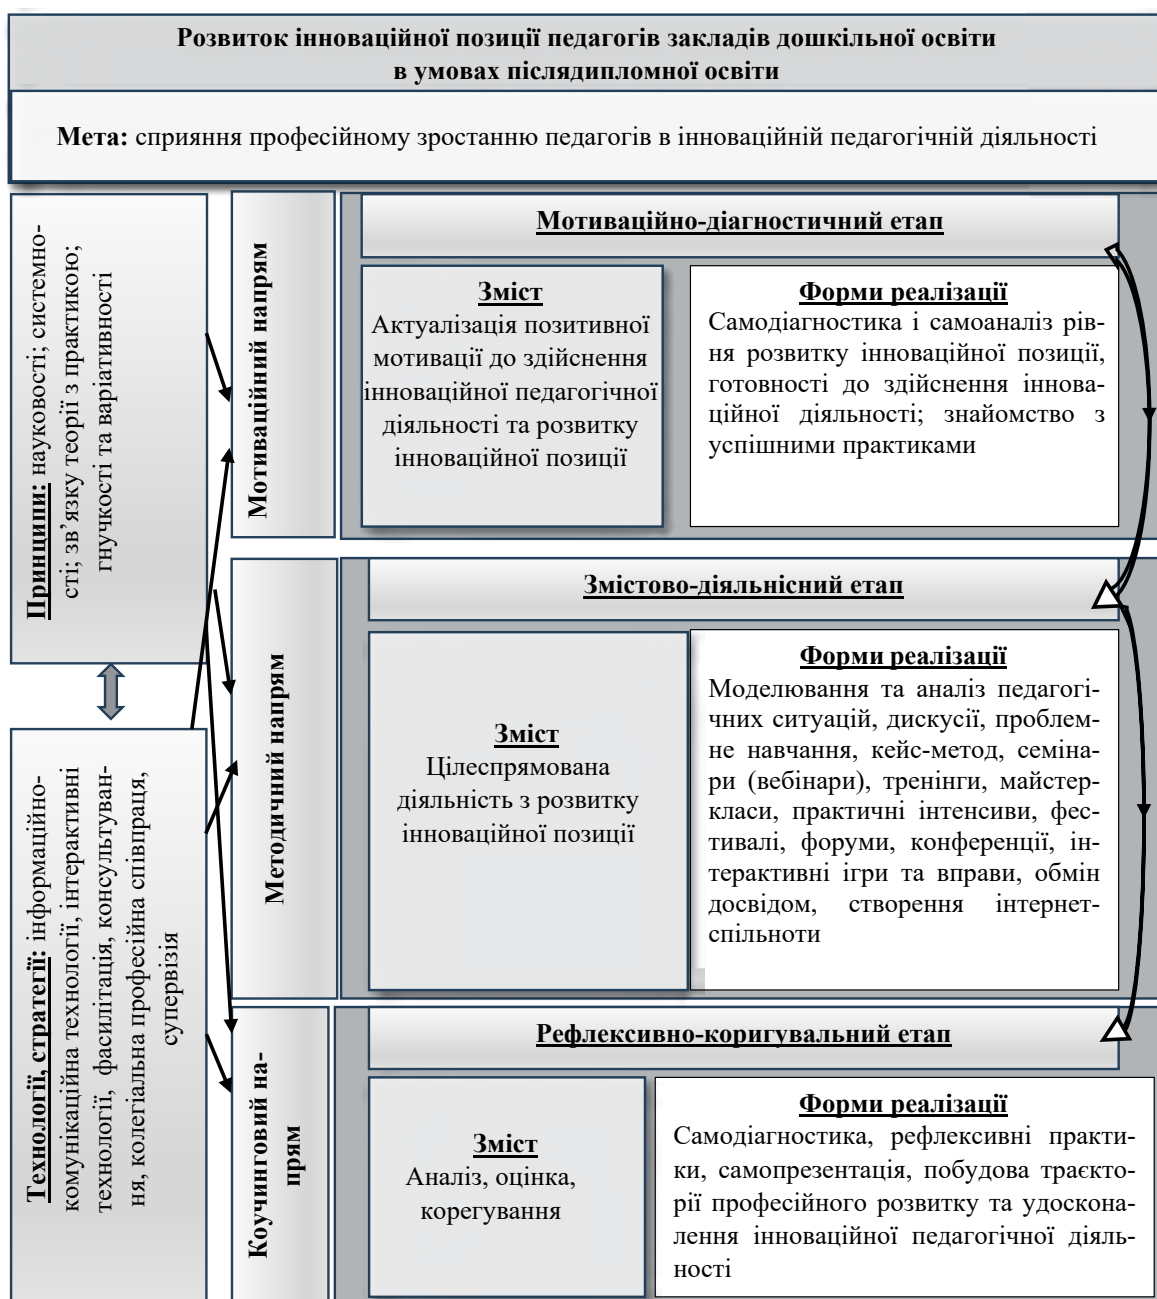 Розвиток інноваційної позиції педагогів закладів дошкільної освіти
в умовах післядипломної освіти
Мета: сприяння професійному зростанню педагогів в інноваційній педагогічній діяльності
Принципи: науковості; системно-
сті; зв’язку теорії з практикою;
гнучкості та варіативності
Технології, стратегії: інформаційно-
комунікаційна технології, інтерактивні
технології, фасилітація, консультуван-
ня, колегіальна професійна співпраця,
супервізія
Мотиваційний напрям
Мотиваційно-діагностичний етап
Зміст
Актуалізація позитивної
мотивації до здійснення
інноваційної педагогічної
діяльності та розвитку
інноваційної позиції
Форми реалізації
Самодіагностика і самоаналіз рів-
ня розвитку інноваційної позиції,
готовності до здійснення іннова-
ційної діяльності; знайомство з
успішними практиками
Методичний напрям
Змістово-діяльнісний етап
Зміст
Цілеспрямована
діяльність з розвитку
інноваційної позиції
Форми реалізації
Моделювання та аналіз педагогі-
чних ситуацій, дискусії, проблем-
не навчання, кейс-метод, семіна-
ри (вебінари), тренінги, майстер-
класи, практичні інтенсиви, фес-
тивалі, форуми, конференції, ін-
терактивні ігри та вправи, обмін
досвідом, створення інтернет-
спільноти
Коучинговий на-
прям
Рефлексивно-коригувальний етап
Зміст
Аналіз, оцінка,
корегування
Форми реалізації
Самодіагностика, рефлексивні практи-
ки, самопрезентація, побудова траєкто-
рії професійного розвитку та удоскона-
лення інноваційної педагогічної діяль-
ності